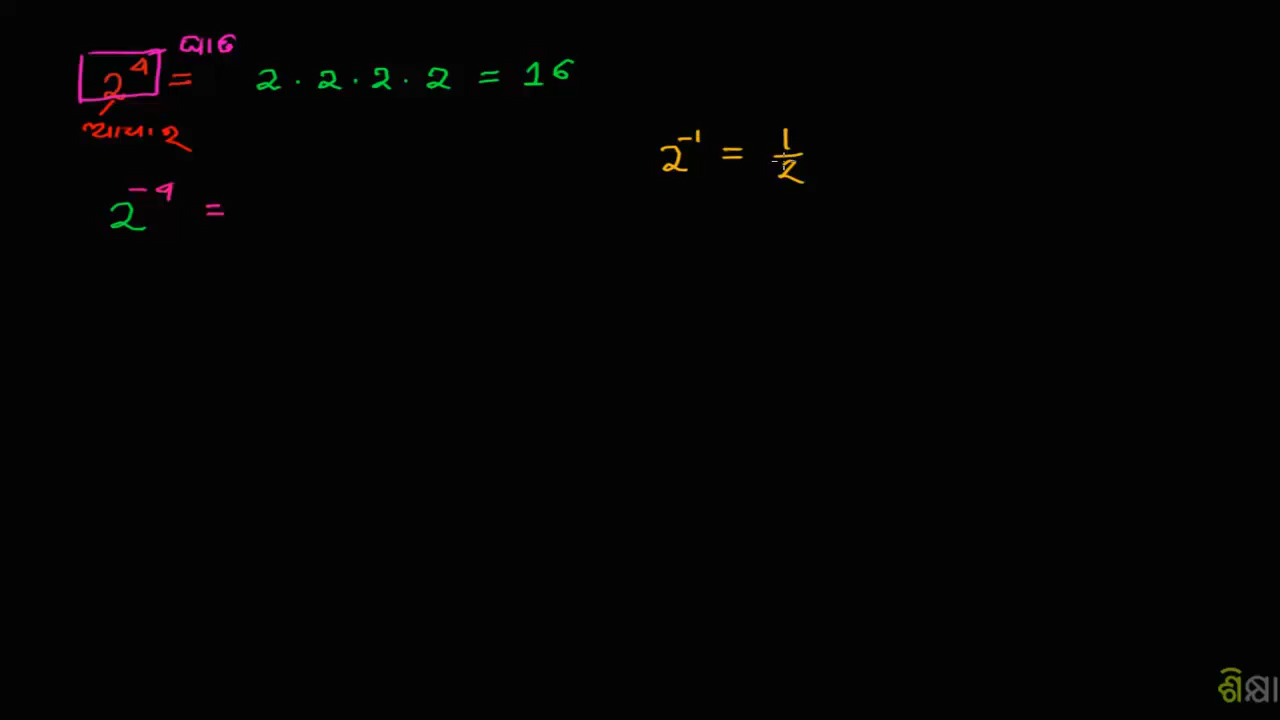 ଘାତ
2⁴ = 2 · 2 · 2 · 2 = 16
ଆଧାର
2⁻¹ = 1/2
2⁻⁴ =
ଶିକ୍ଷା